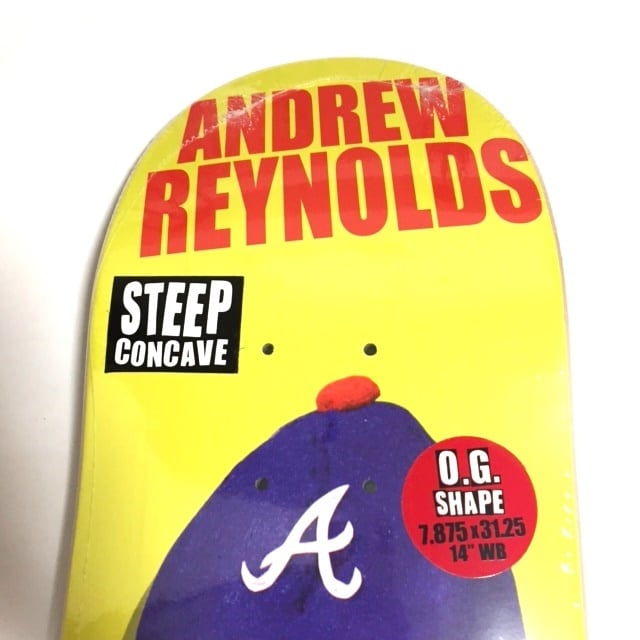 ANDREW
REYNOLDS
STEEP
CONCAVE
A
O.G.
SHAPE
7.875 x 31.25
14" WB